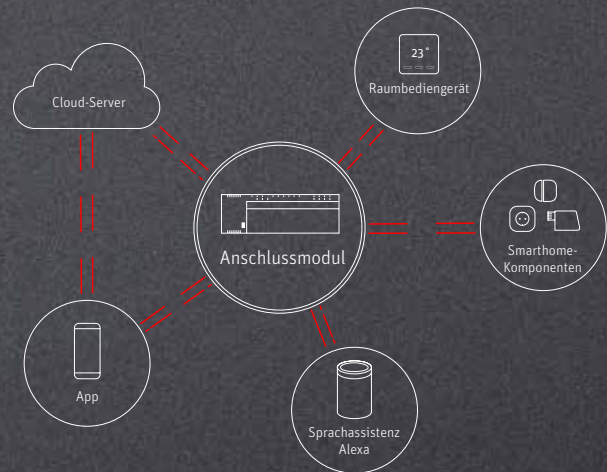 Cloud-Server
23°
Raumbediengerät
Anschlussmodul
Smarthome-
Komponenten
App
Sprachassistenz
Alexa